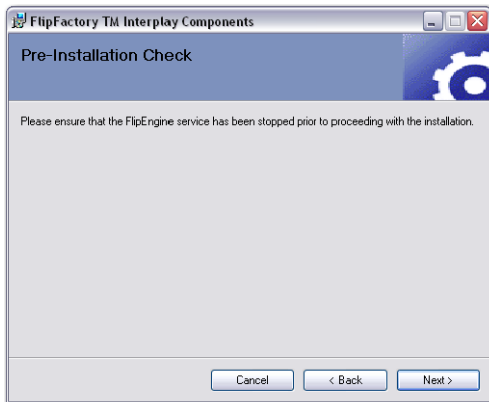 FlipFactory TM Interplay Components
Pre-Installation Check
Please ensure that the FlipEngine service has been stopped prior to proceeding with the installation.
Cancel
< Back
Next >